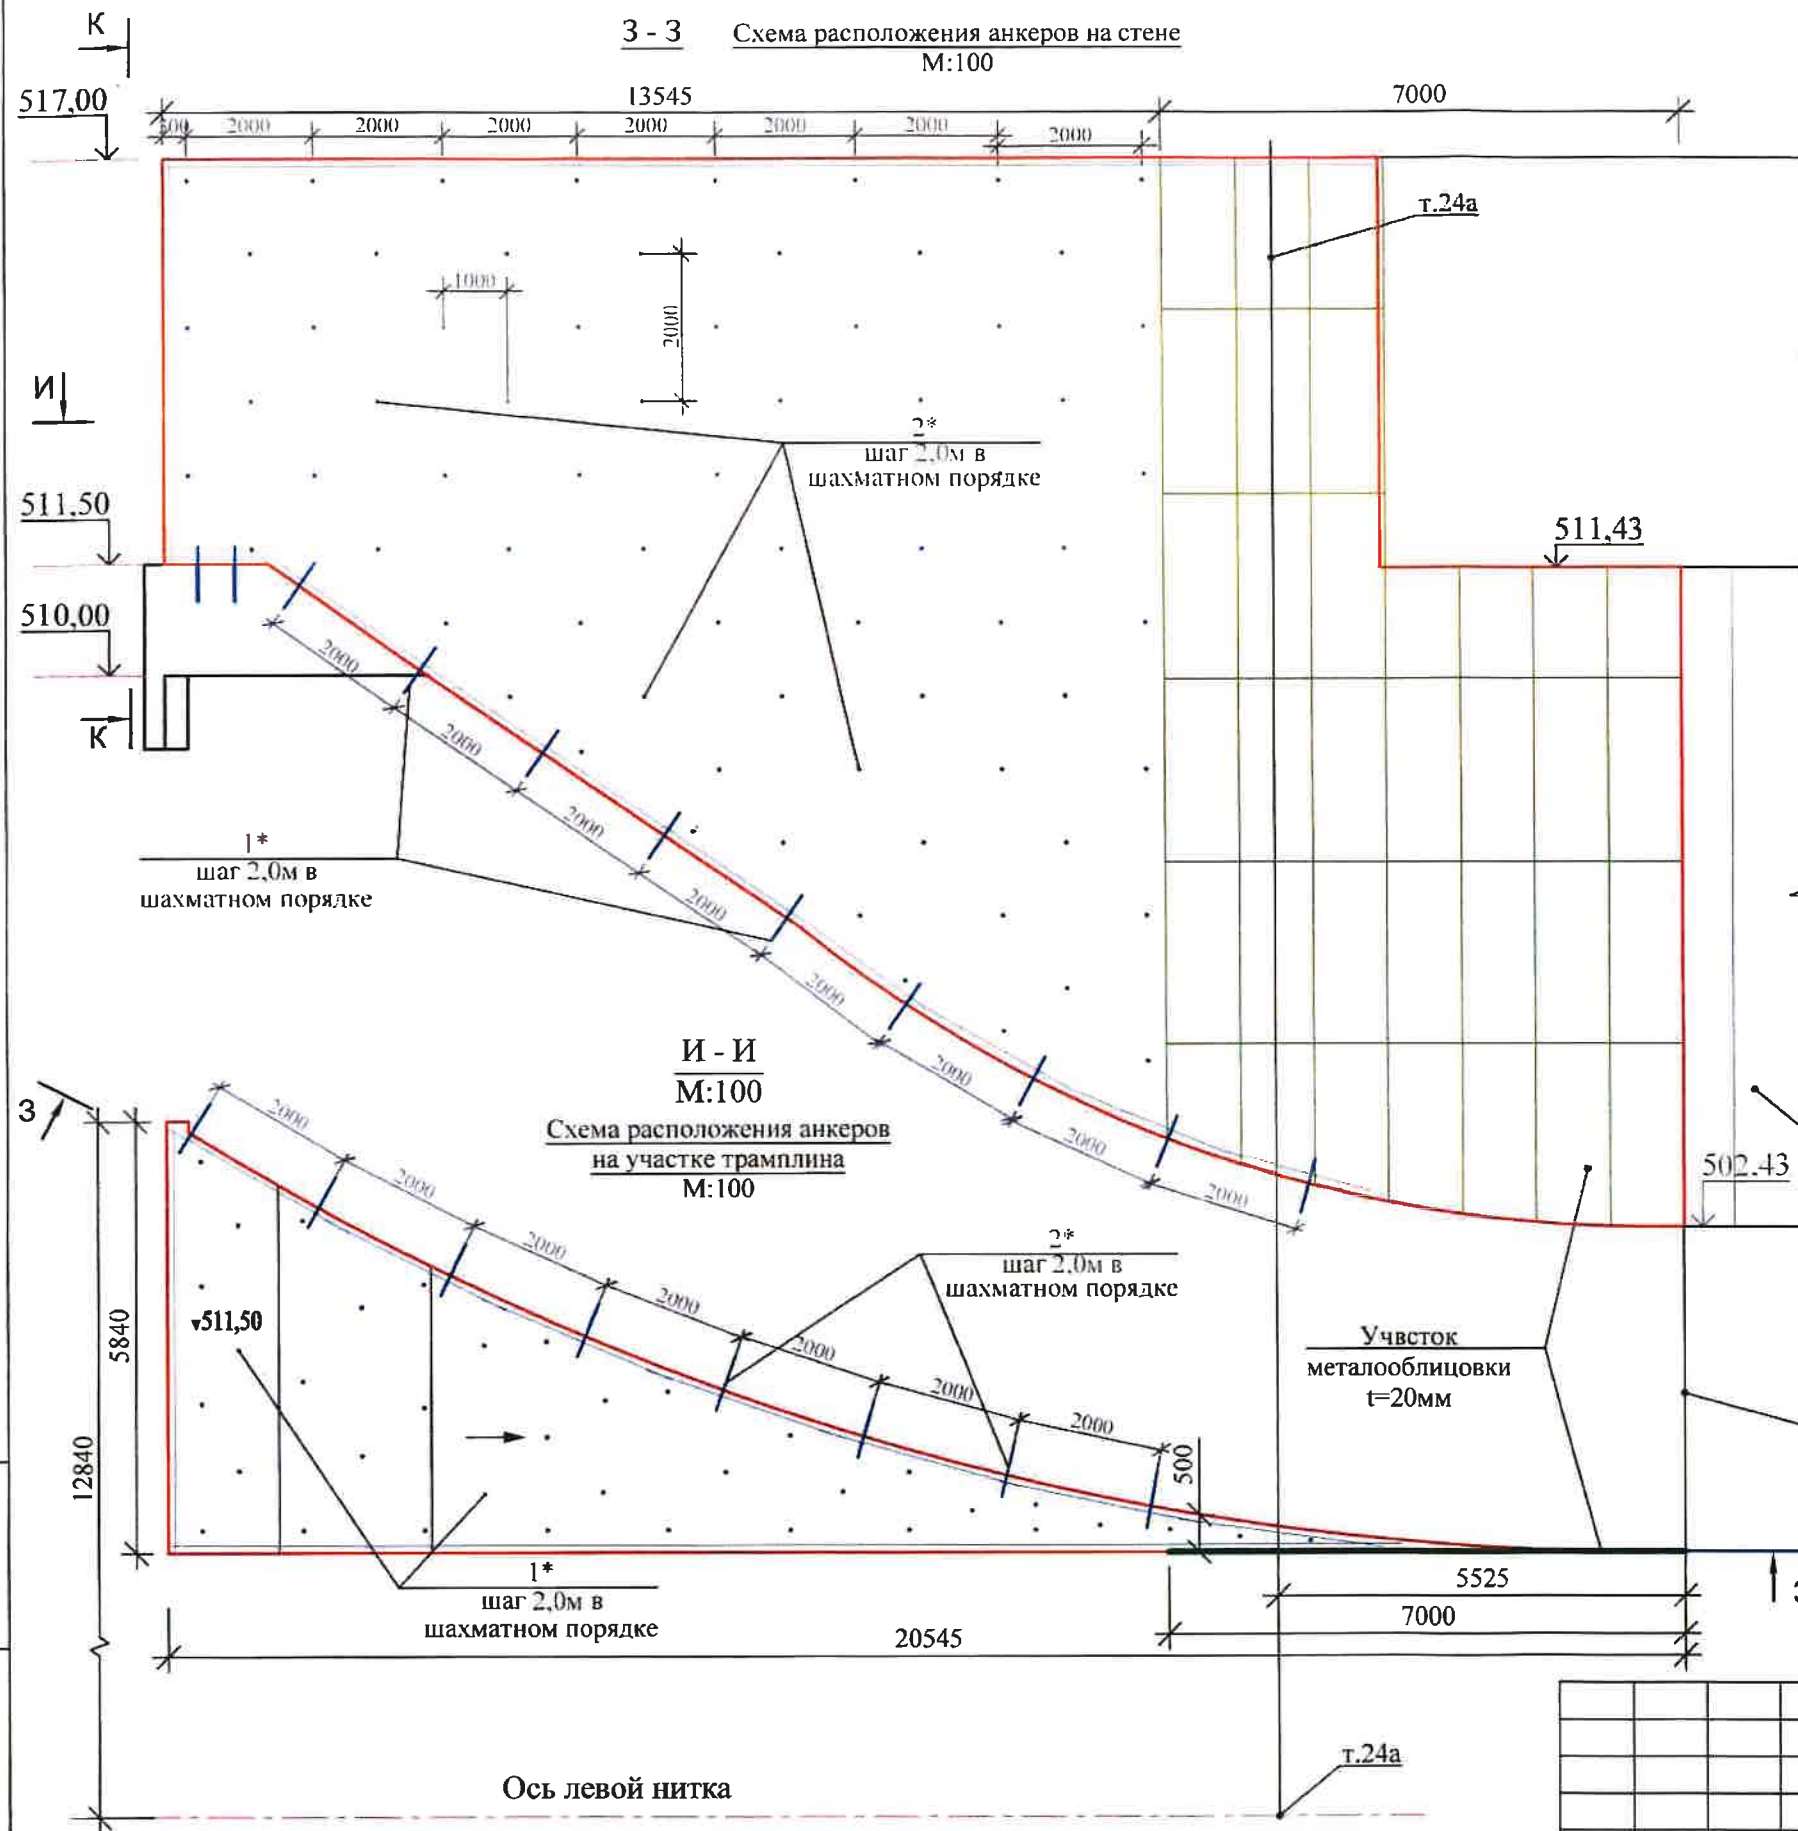 К
3 - 3 Схема расположения анкеров на стене
М:100
517,00
13545
7000
500
2000
2000
2000
2000
2000
2000
2000
т.24а
1000
2000
И
2*
шаг 2,0м в
шахматном порядке
511,50
511,43
510,00
К
2000
2000
2000
2000
2000
2000
2000
2000
1*
шаг 2,0м в
шахматном порядке
И - И
М:100
Схема расположения анкеров
на участке трамплина
М:100
3
502.43
2000
2000
2000
2000
2000
2000
2000
2*
шаг 2,0м в
шахматном порядке
5840
12840
511,50
Учвсток
металооблицовки
t=20мм
500
1*
шаг 2,0м в
шахматном порядке
5525
7000
20545
т.24а
Ось левой нитка